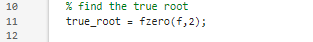 10 % find the true root
11 true_root = fzero(f,2);
12